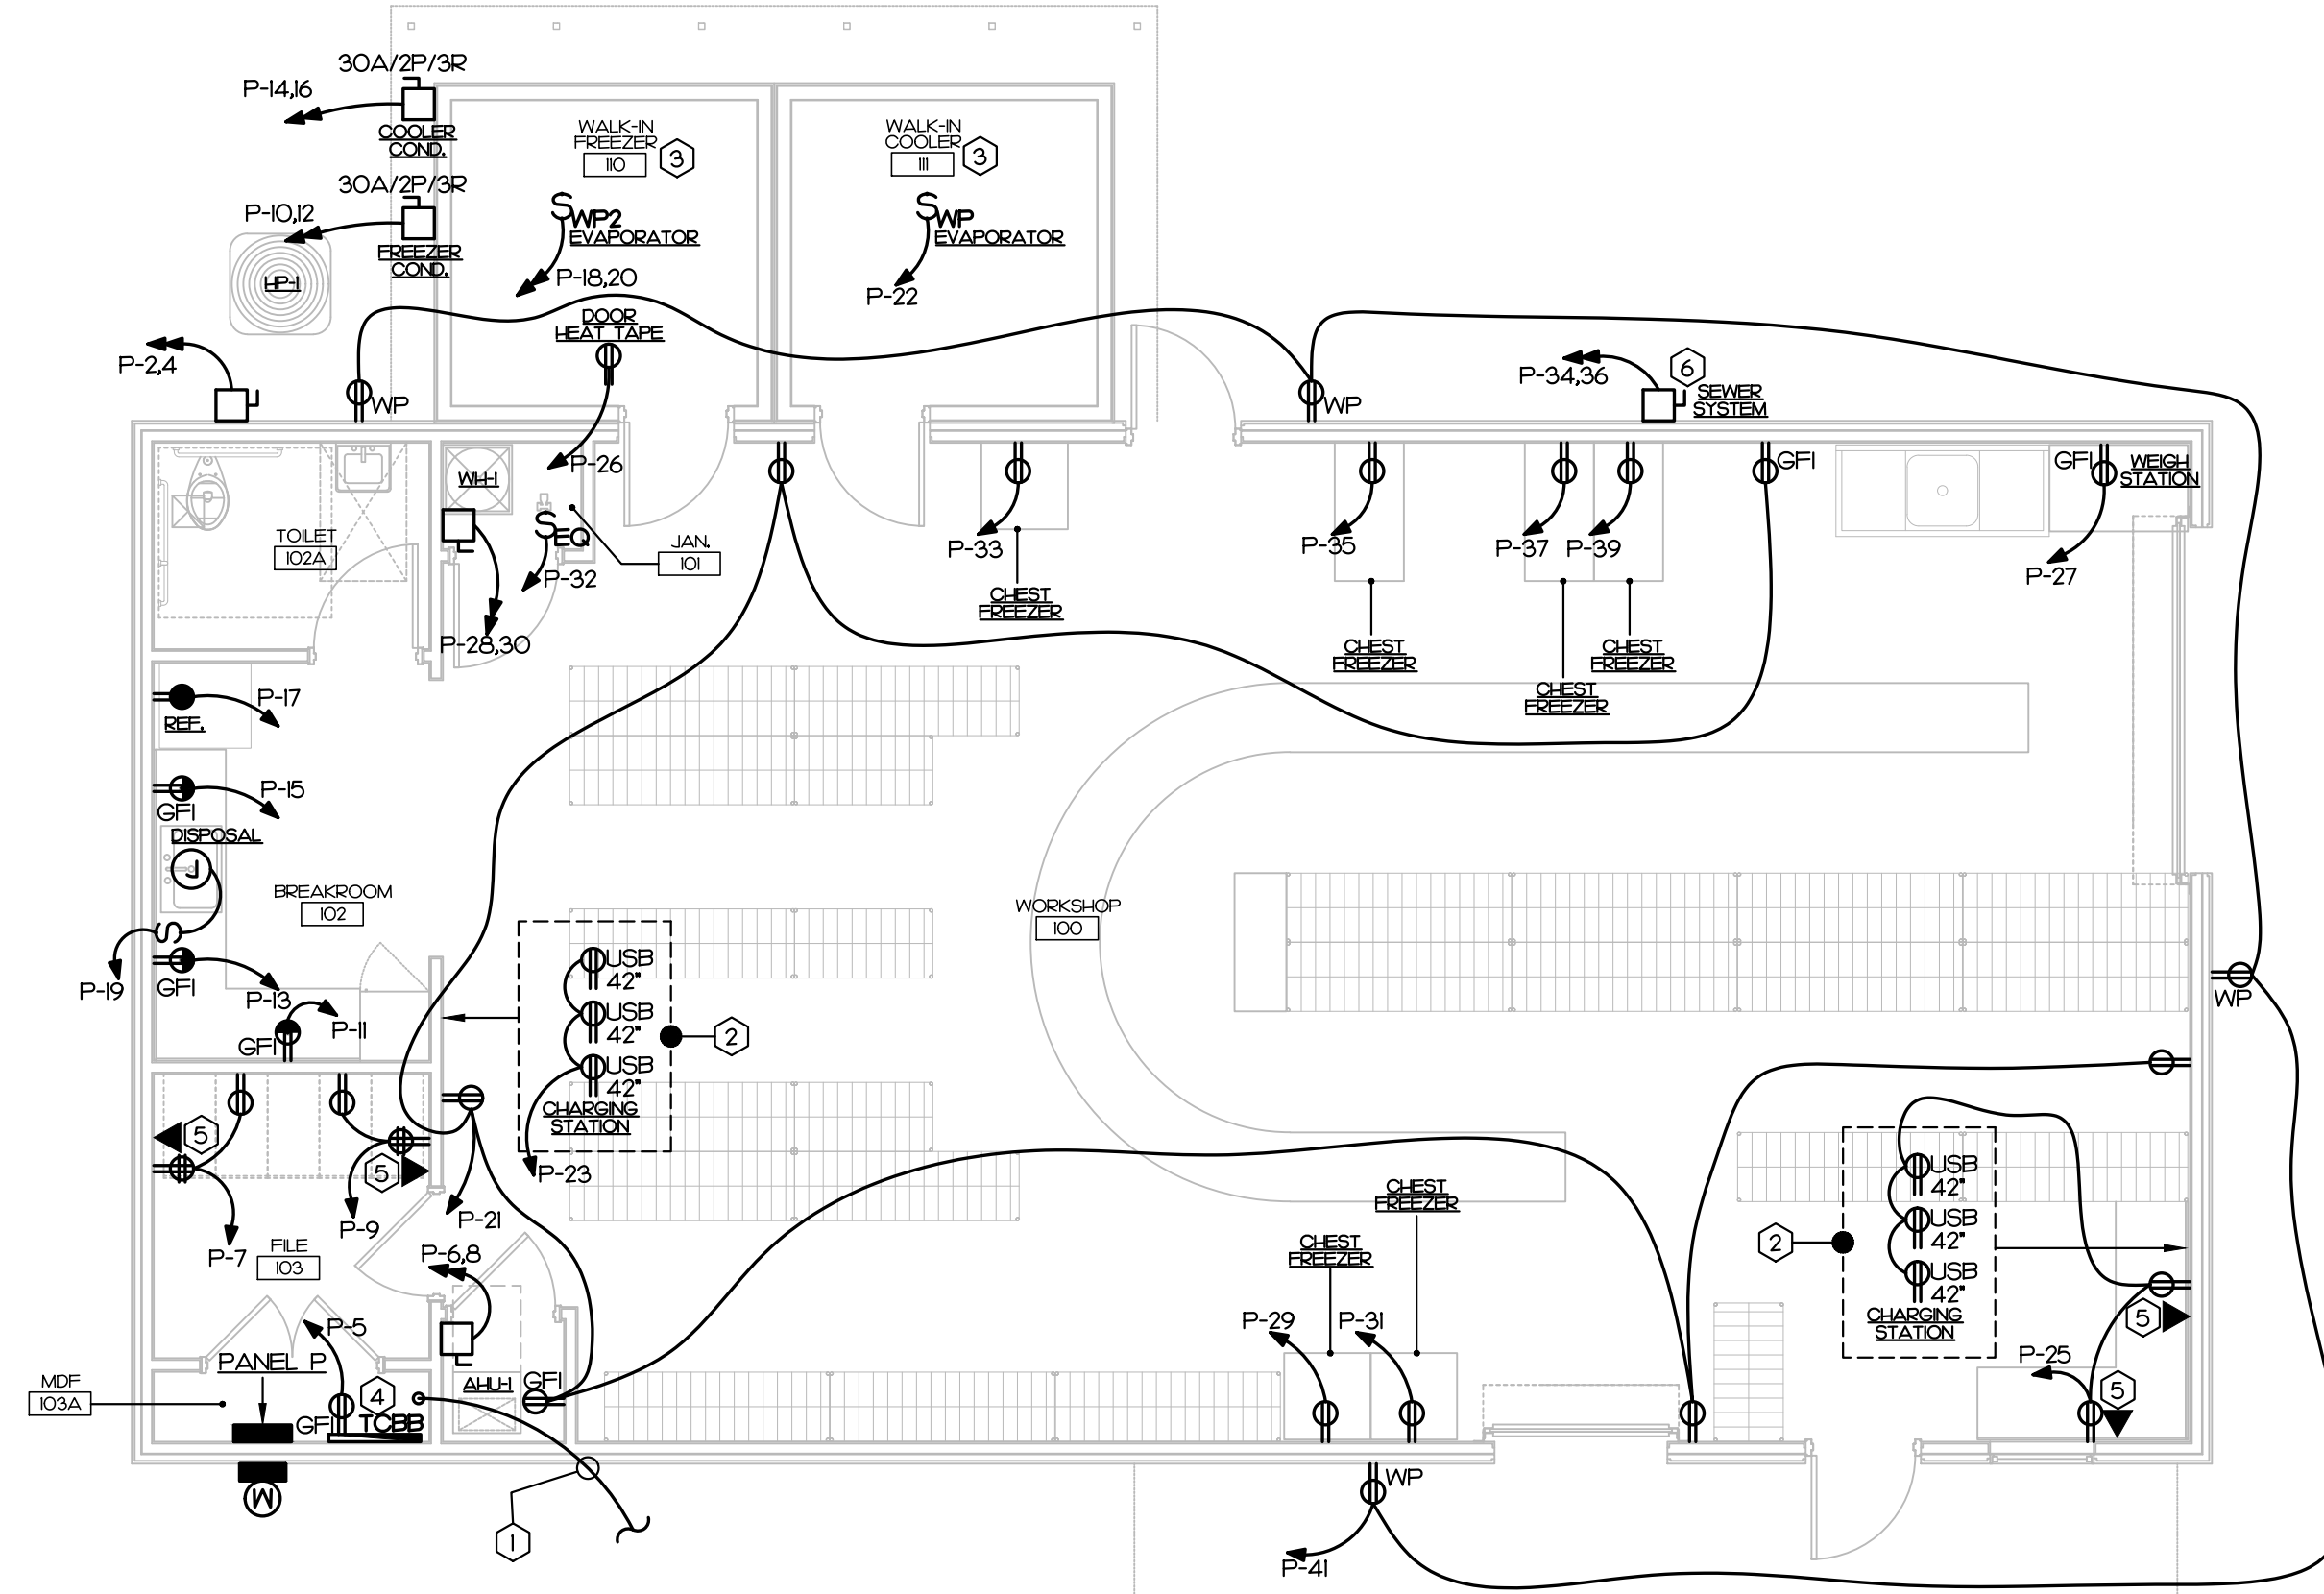 30A/2P/3R
P-14,16
COOLER
COND.
30A/2P/3R
P-10,12
FREEZER
COND.
HP-1
P-2,4
WP
WALK-IN
FREEZER
110
3
S WP2
EVAPORATOR
P-18,20
DOOR
HEAT TAPE
P-26
WALK-IN
COOLER
111
3
S WP
EVAPORATOR
P-22
WP
P-34,36
6
SEWER
SYSTEM
TOILET
102A
WH-1
S EQ
P-32
P-28,30
JAN.
101
P-33
CHEST
FREEZER
P-35
CHEST
FREEZER
P-37
CHEST
FREEZER
P-39
CHEST
FREEZER
GFI
GFI
WEIGH
STATION
P-27
P-17
REF.
P-15
GFI
DISPOSAL
J
S
P-19
GFI
P-13
P-11
GFI
BREAKROOM
102
WORKSHOP
100
USB
42"
USB
42"
USB
42"
2
CHARGING
STATION
P-23
WP
5
5
P-21
P-9
P-7
FILE
103
P-6,8
P-5
PANEL P
MDF
103A
GFI
4
TCBB
AHU-1
GFI
M
1
CHEST
FREEZER
CHEST
FREEZER
P-29
P-31
WP
P-41
USB
42"
USB
42"
USB
42"
2
CHARGING
STATION
5
P-25
5